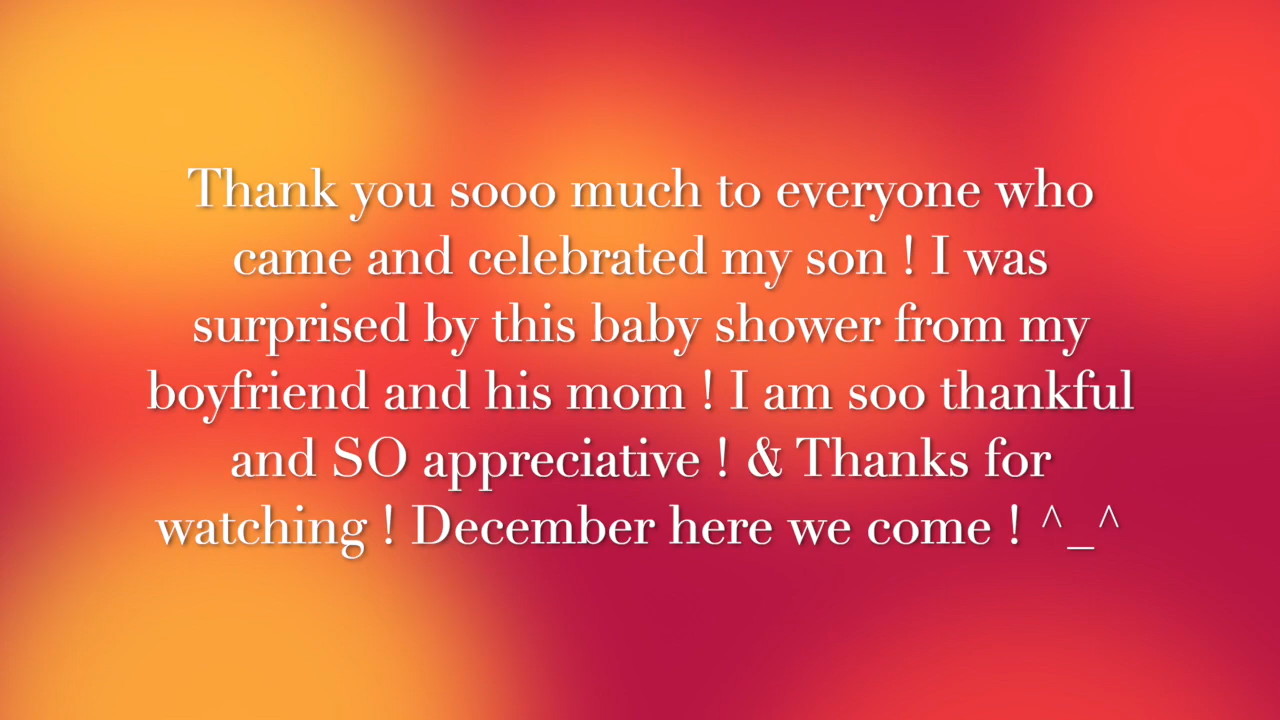 Thank you sooo much to everyone who
came and celebrated my son ! I was
surprised by this baby shower from my
boyfriend and his mom ! I am soo thankful
and SO appreciative ! & Thanks for
watching ! December here we come ! ^_^